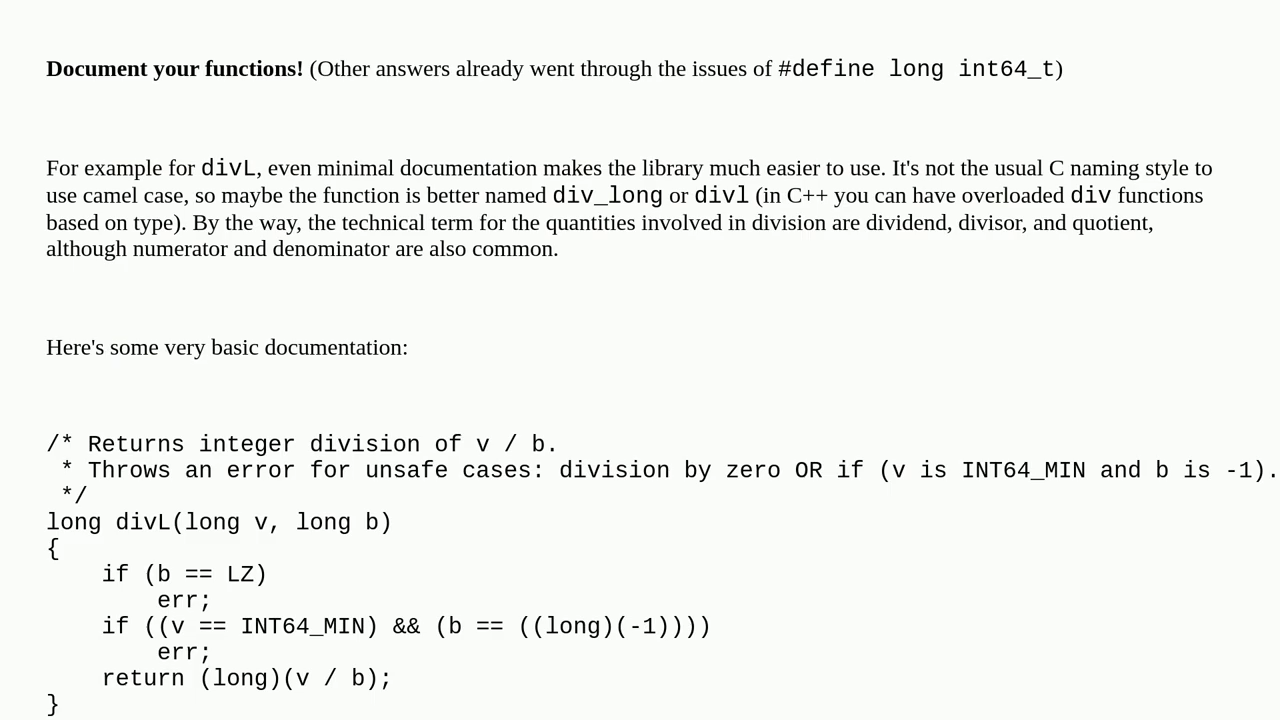 Document your functions! (Other answers already went through the issues of #define long int64_t)
For example for divL, even minimal documentation makes the library much easier to use. It's not the usual C naming style to
use camel case, so maybe the function is better named div_long or divl (in C++ you can have overloaded div functions
based on type). By the way, the technical term for the quantities involved in division are dividend, divisor, and quotient,
although numerator and denominator are also common.
Here's some very basic documentation:
/* Returns integer division of v / b.
 * Throws an error for unsafe cases: division by zero OR if (v is INT64_MIN and b is -1).
 */
long divL(long v, long b)
{
    if (b == LZ)
        err;
    if ((v == INT64_MIN) && (b == ((long)(-1))))
        err;
    return (long)(v / b);
}